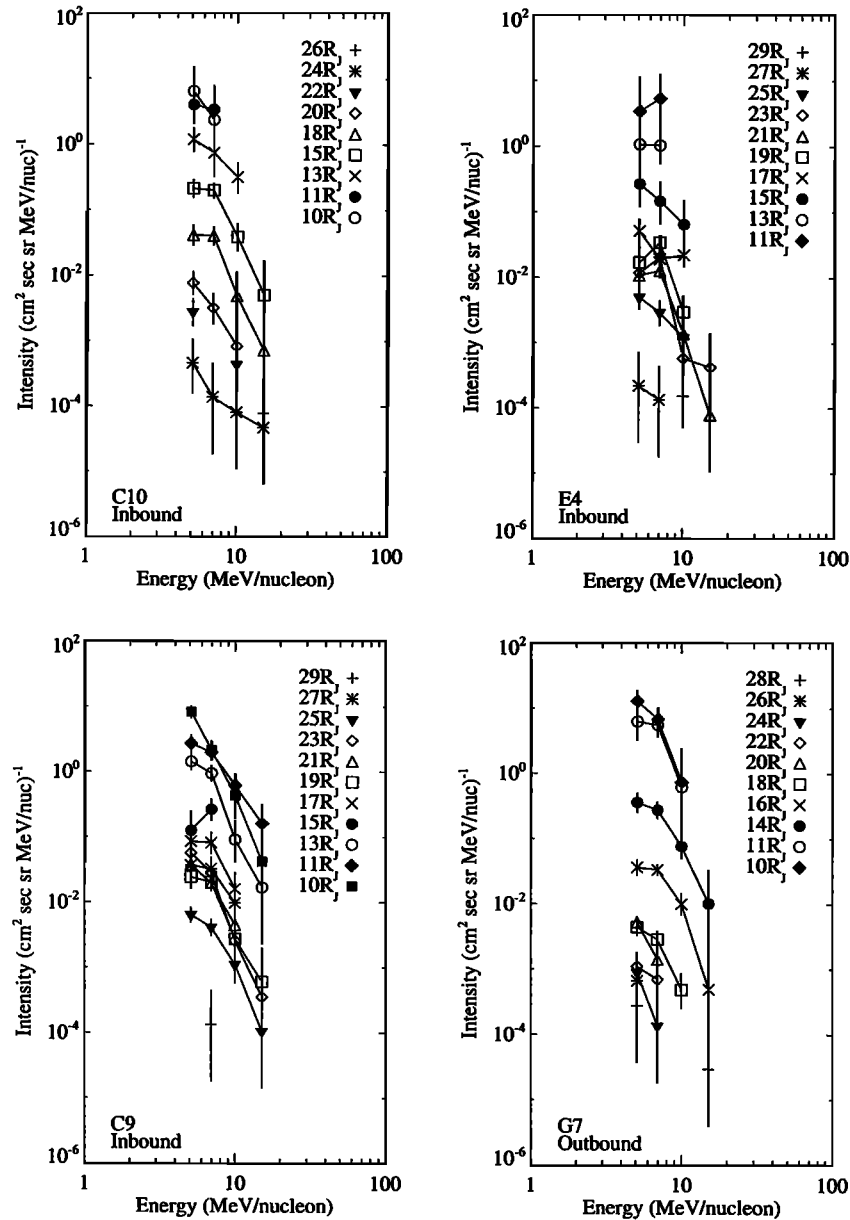 Intensity (cm² sec sr MeV/nuc)⁻¹
10²
10⁰
10⁻²
10⁻⁴
10⁻⁶
26R_J +
24R_J
22R_J
20R_J
18R_J
15R_J
13R_J
11R_J
10R_J
C10
Inbound
1
10
100
Energy (MeV/nucleon)
Intensity (cm² sec sr MeV/nuc)⁻¹
10²
10⁰
10⁻²
10⁻⁴
10⁻⁶
29R_J +
27R_J
25R_J
23R_J
21R_J
19R_J
17R_J
15R_J
13R_J
11R_J
E4
Inbound
1
10
100
Energy (MeV/nucleon)
Intensity (cm² sec sr MeV/nuc)⁻¹
10²
10⁰
10⁻²
10⁻⁴
10⁻⁶
29R_J +
27R_J
25R_J
23R_J
21R_J
19R_J
17R_J
15R_J
13R_J
11R_J
10R_J
C9
Inbound
1
10
100
Energy (MeV/nucleon)
Intensity (cm² sec sr MeV/nuc)⁻¹
10²
10⁰
10⁻²
10⁻⁴
10⁻⁶
28R_J +
26R_J
24R_J
22R_J
20R_J
18R_J
16R_J
14R_J
11R_J
10R_J
G7
Outbound
1
10
100
Energy (MeV/nucleon)